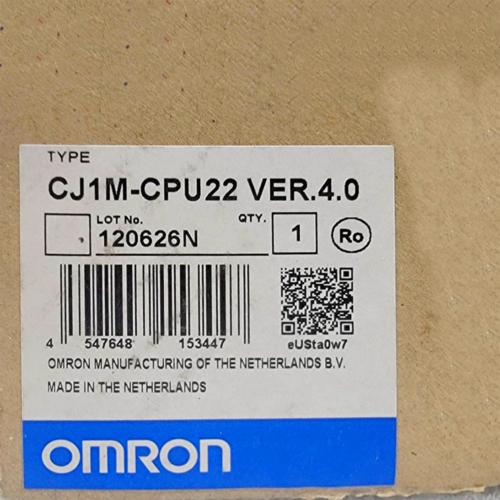 TYPE
CJ1M-CPU22 VER.4.0
LOT No. QTY.
120626N 1 Ro
eUSta0w7
4 547648 153447
OMRON MANUFACTURING OF THE NETHERLANDS B.V.
MADE IN THE NETHERLANDS
OMRON